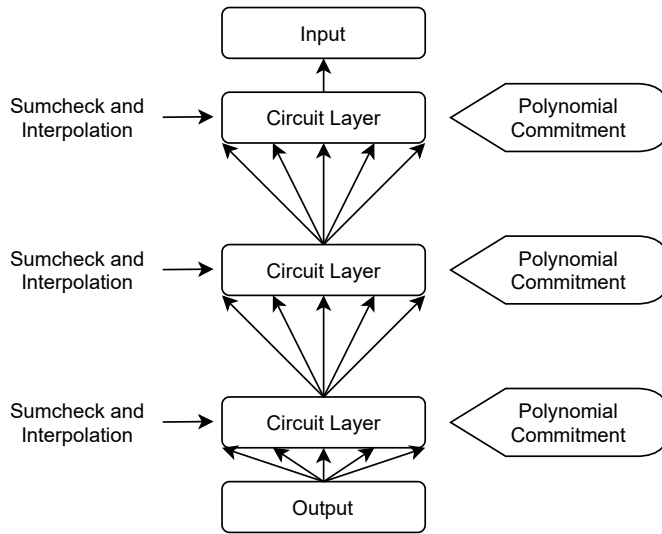 Input
Sumcheck and
Interpolation
Circuit Layer
Polynomial
Commitment
Sumcheck and
Interpolation
Circuit Layer
Polynomial
Commitment
Sumcheck and
Interpolation
Circuit Layer
Polynomial
Commitment
Output